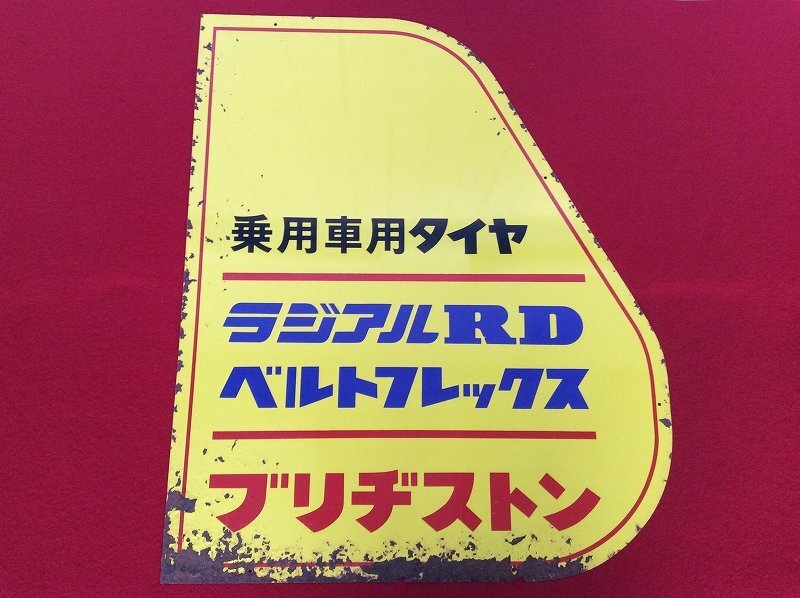 乗用車用タイヤ
ラジアルRD
ベルトフレックス
ブリヂストン